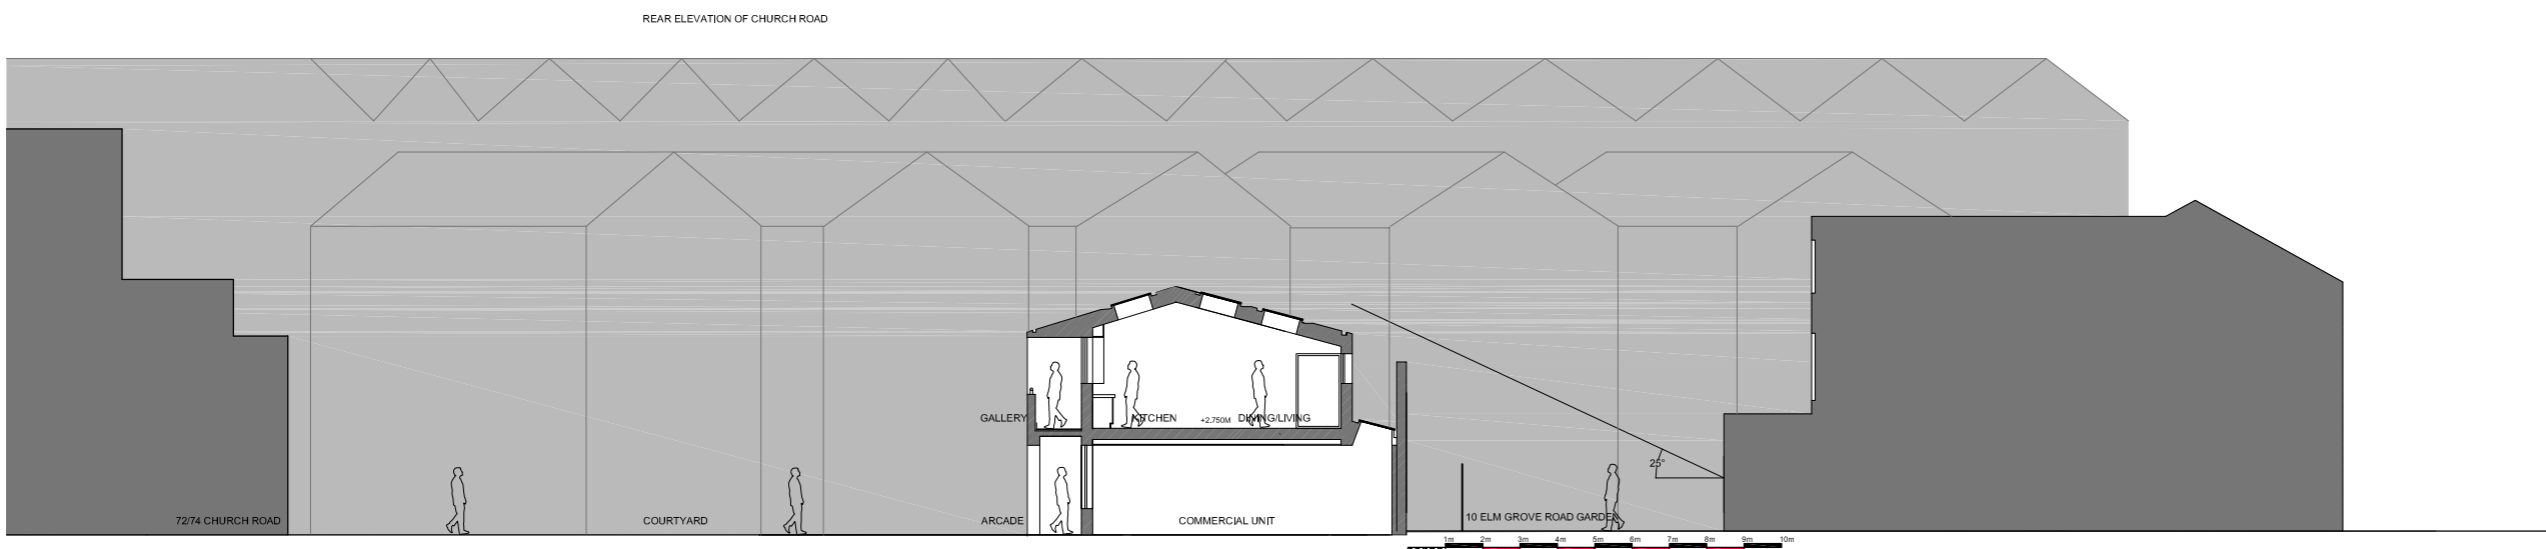 REAR ELEVATION OF CHURCH ROAD
GALLERY
KITCHEN
+2.750M
DINING/LIVING
25°
72/74 CHURCH ROAD
COURTYARD
ARCADE
COMMERCIAL UNIT
10 ELM GROVE ROAD GARDEN
1m 2m 3m 4m 5m 6m 7m 8m 9m 10m